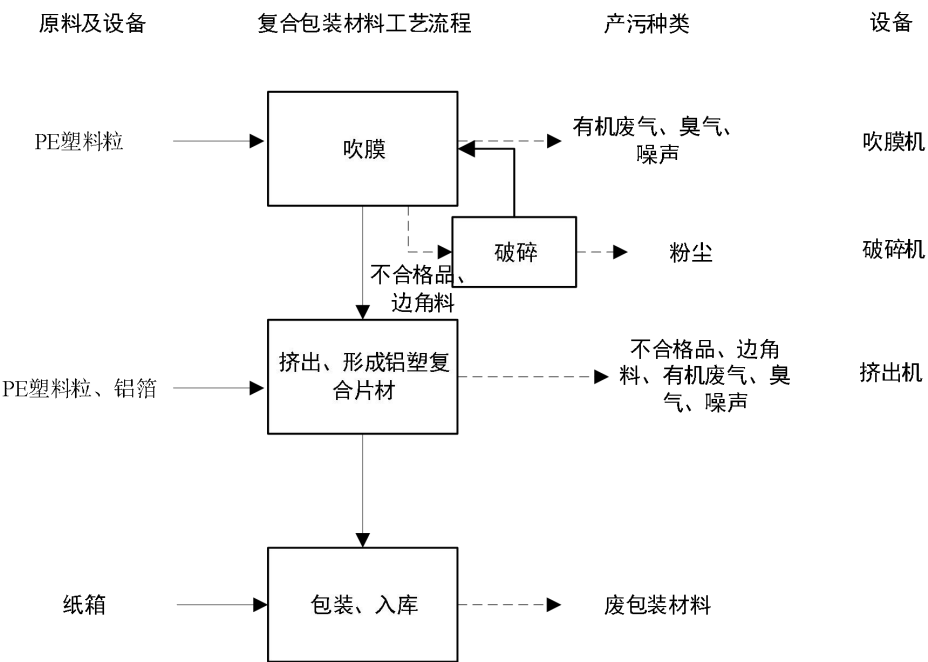 原料及设备
复合包装材料工艺流程
产污种类
设备
PE塑料粒
吹膜
有机废气、臭气、
噪声
吹膜机
破碎
粉尘
破碎机
不合格品、
边角料
PE塑料粒、铝箔
挤出、形成铝塑复
合片材
不合格品、边角
料、有机废气、臭
气、噪声
挤出机
纸箱
包装、入库
废包装材料